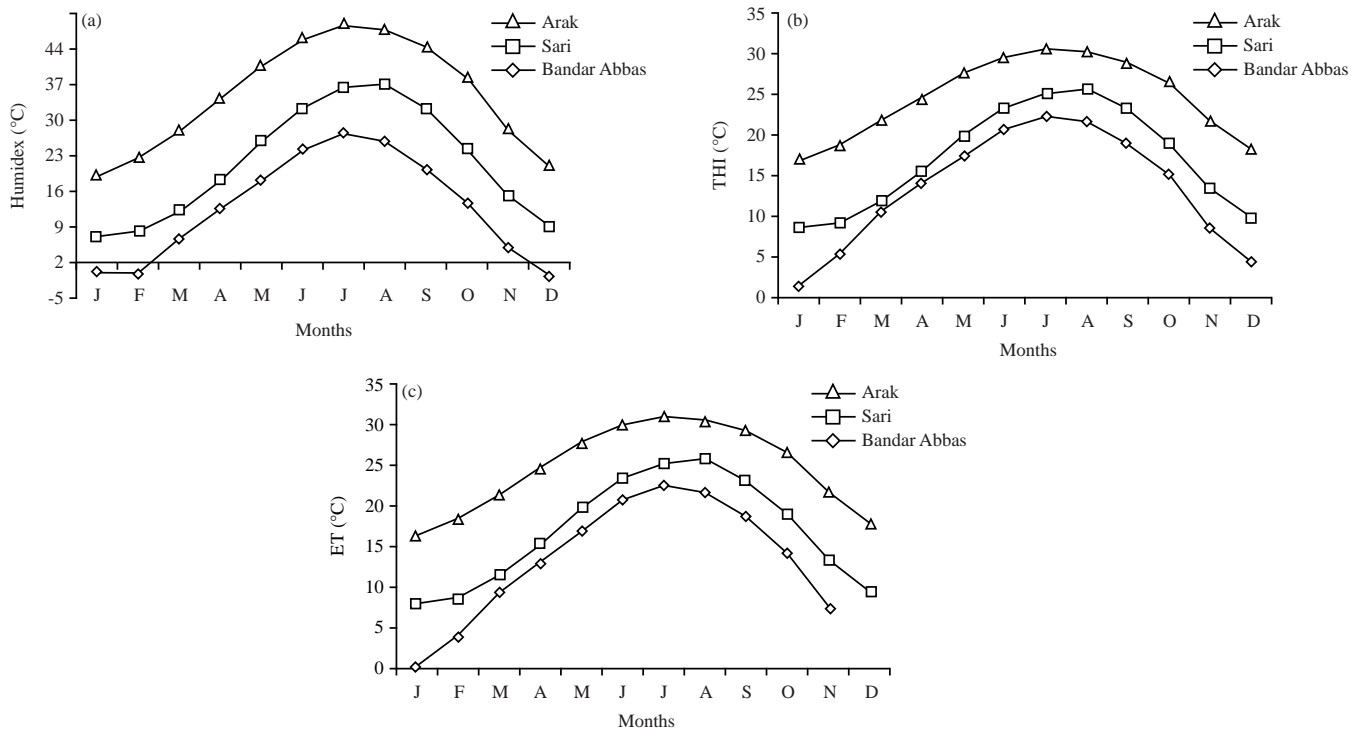 (a)
Arak
Sari
Bandar Abbas
Humidex (°C)
44
37
30
23
16
9
2
-5
J F M A M J J A S O N D
Months
(b)
Arak
Sari
Bandar Abbas
THI (°C)
35
30
25
20
15
10
5
0
J F M A M J J A S O N D
Months
(c)
Arak
Sari
Bandar Abbas
ET (°C)
35
30
25
20
15
10
5
0
J F M A M J J A S O N D
Months